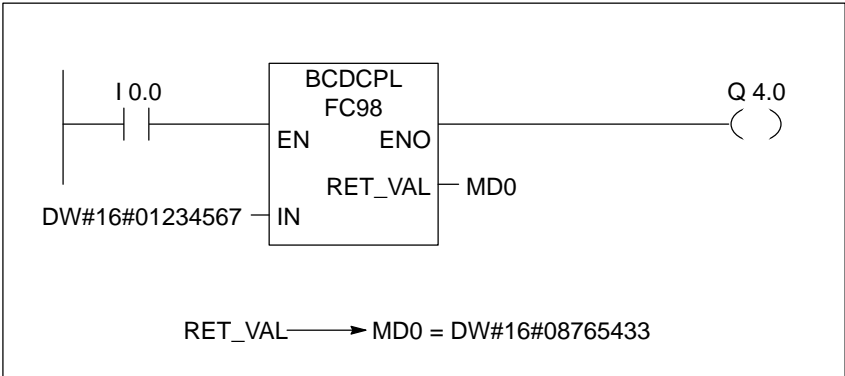 I 0.0
BCDCPL
FC98
Q 4.0
EN ENO
RET_VAL MD0
DW#16#01234567 IN
RET_VAL MD0 = DW#16#08765433